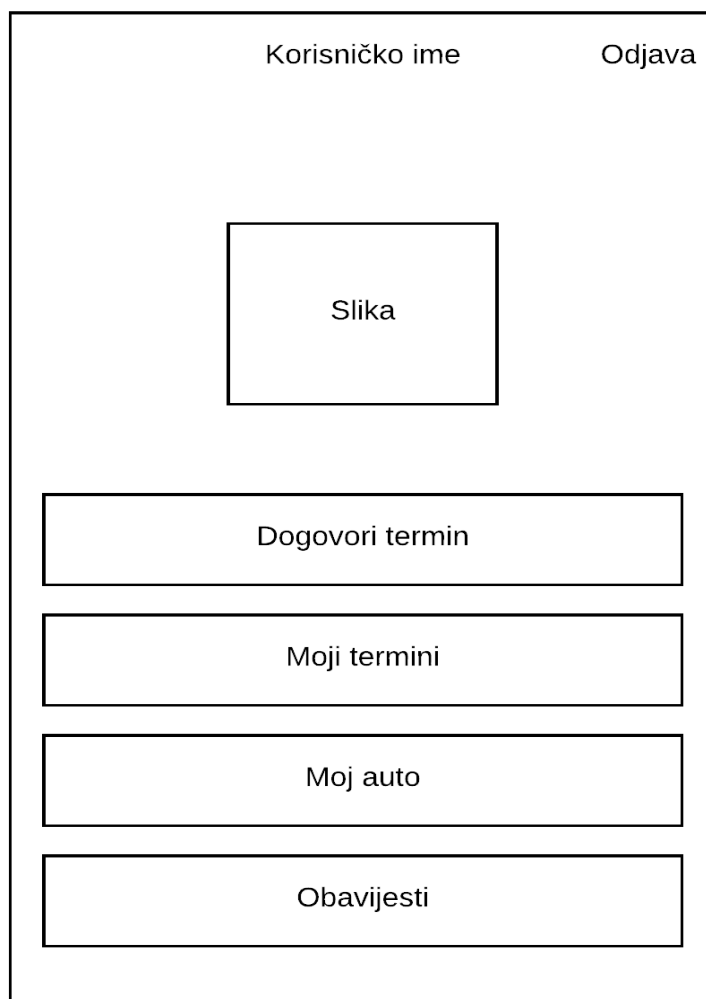 Korisničko ime Odjava
Slika
Dogovori termin
Moji termini
Moj auto
Obavijesti